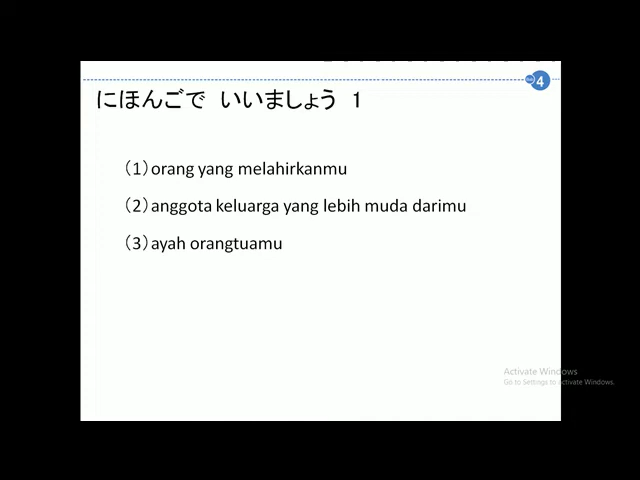 4
にほんごで いいましょう 1
(1)orang yang melahirkanmu
(2)anggota keluarga yang lebih muda darimu
(3)ayah orangtuamu
Activate Windows
Go to Settings to activate Windows.